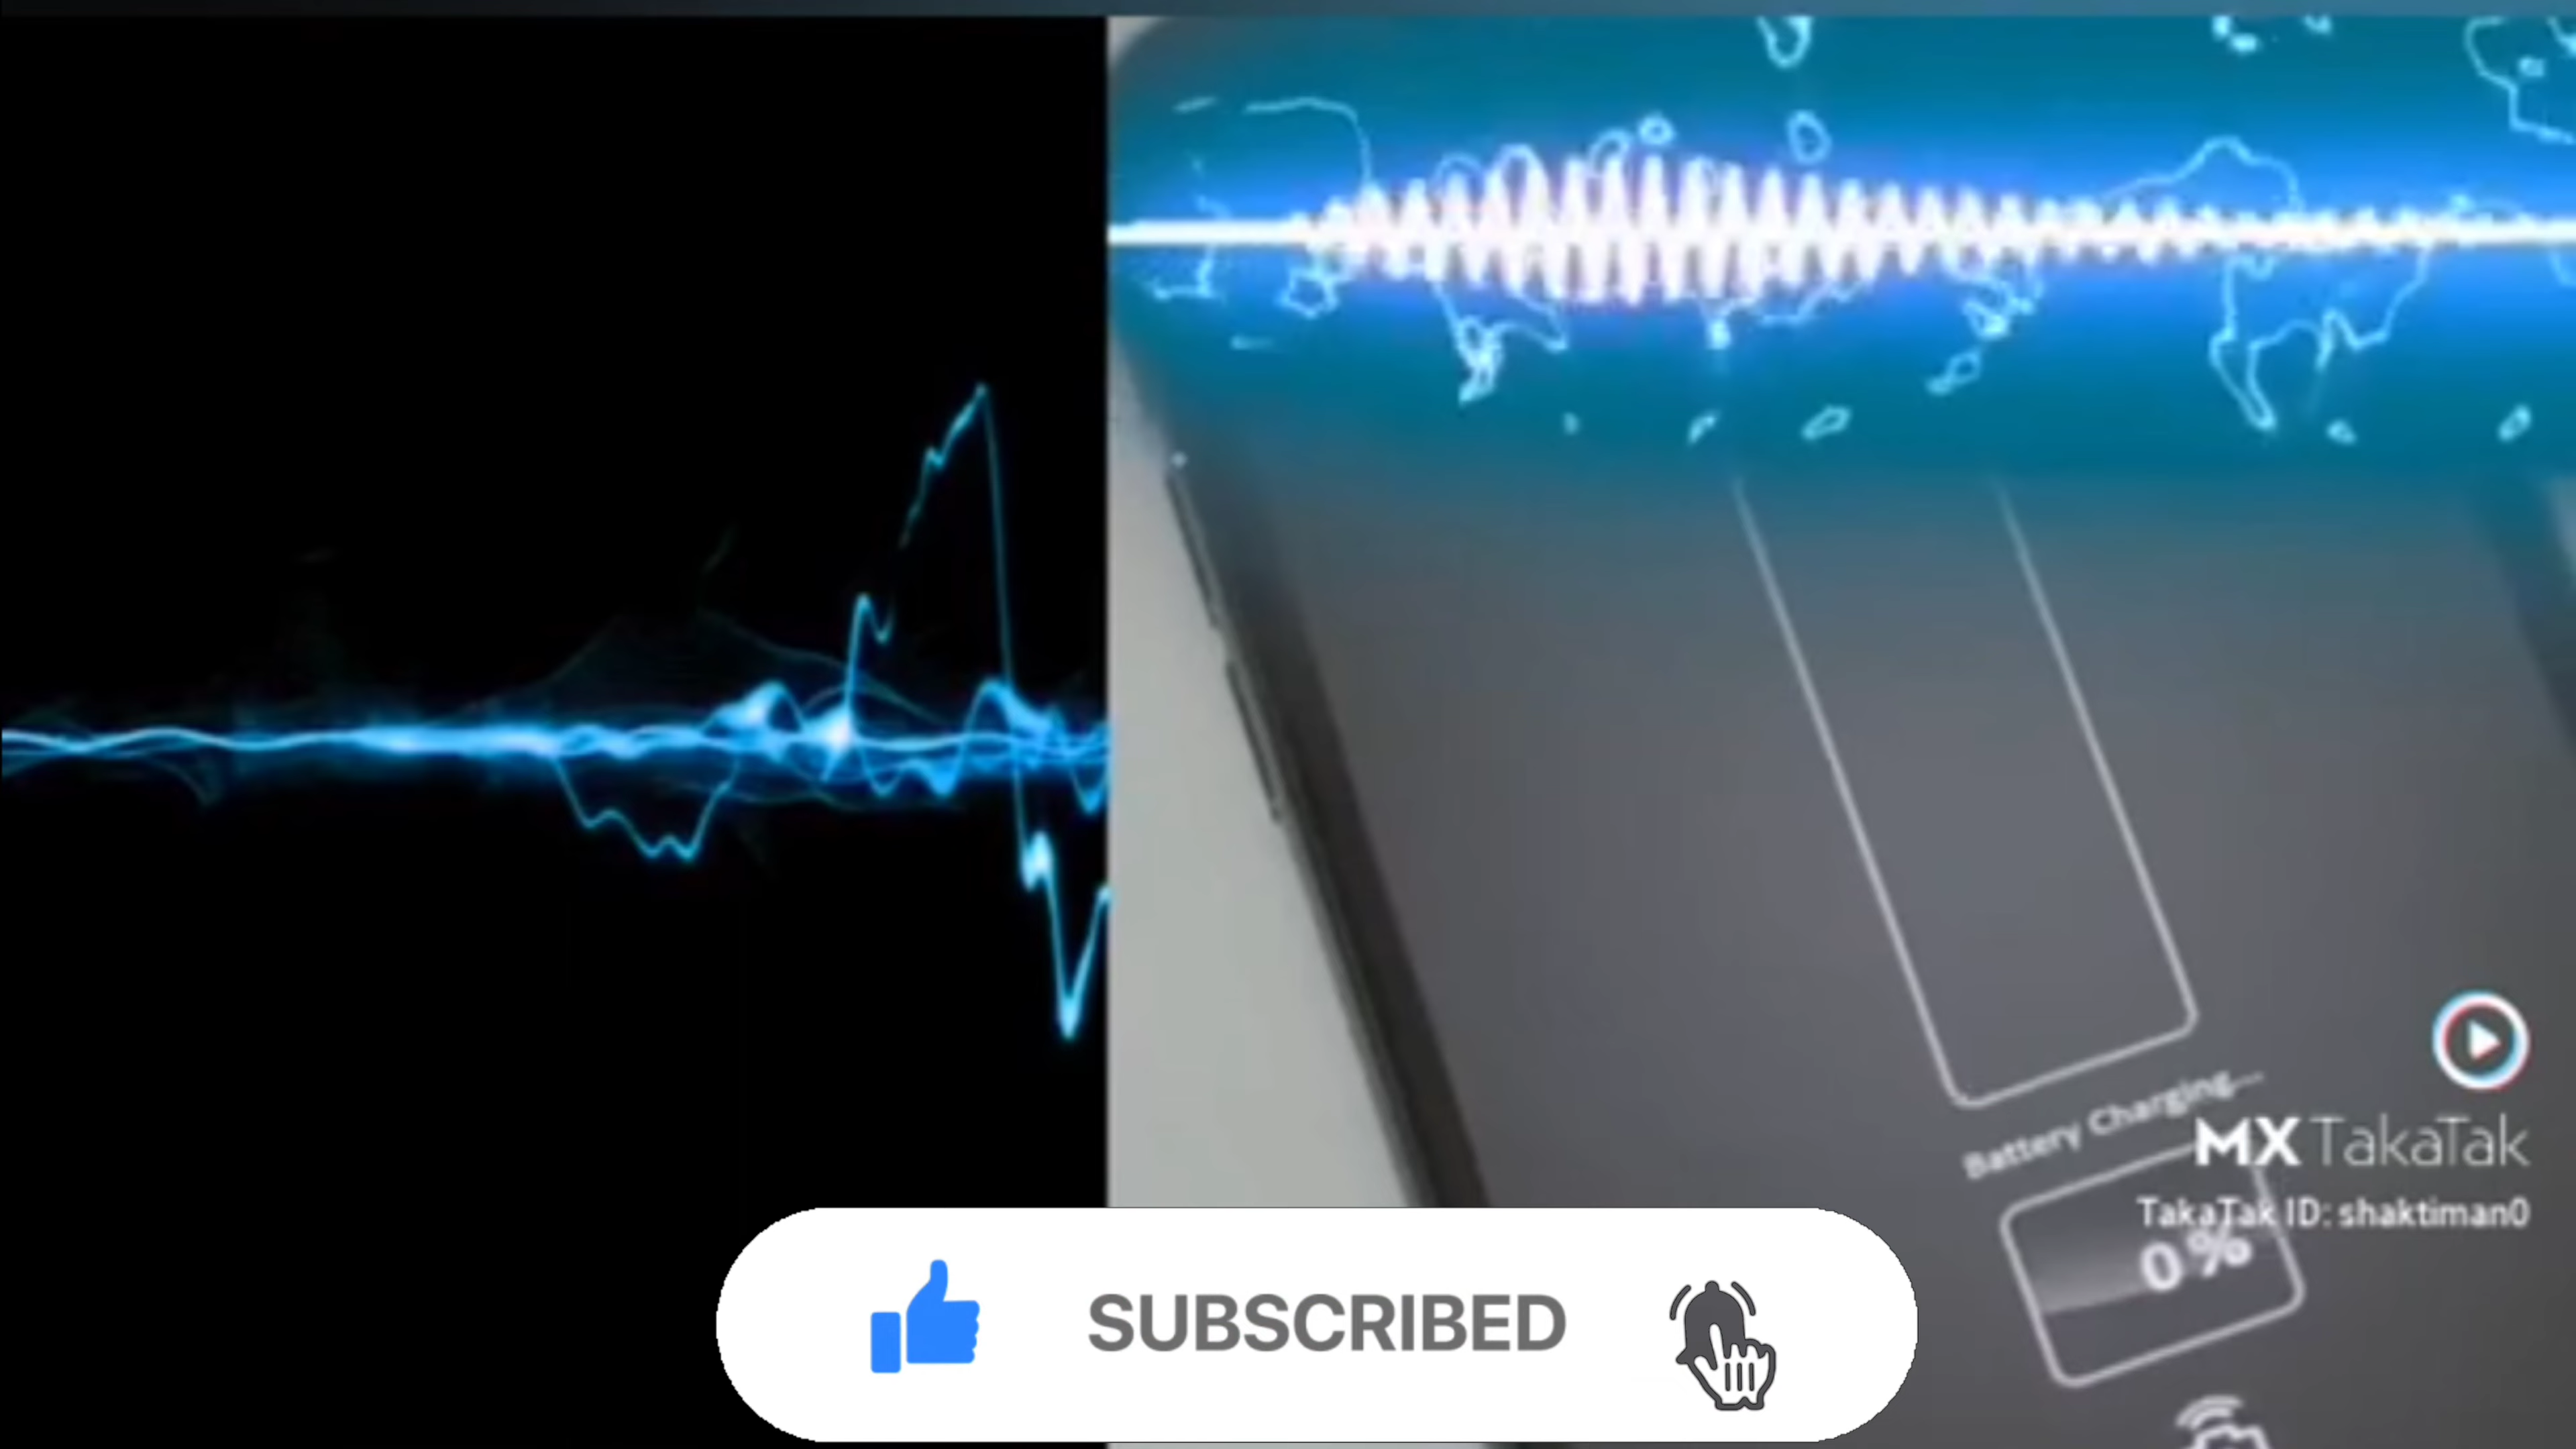 Battery Charging
MX TakaTak
TakaTak ID: shaktiman0
0%
SUBSCRIBED